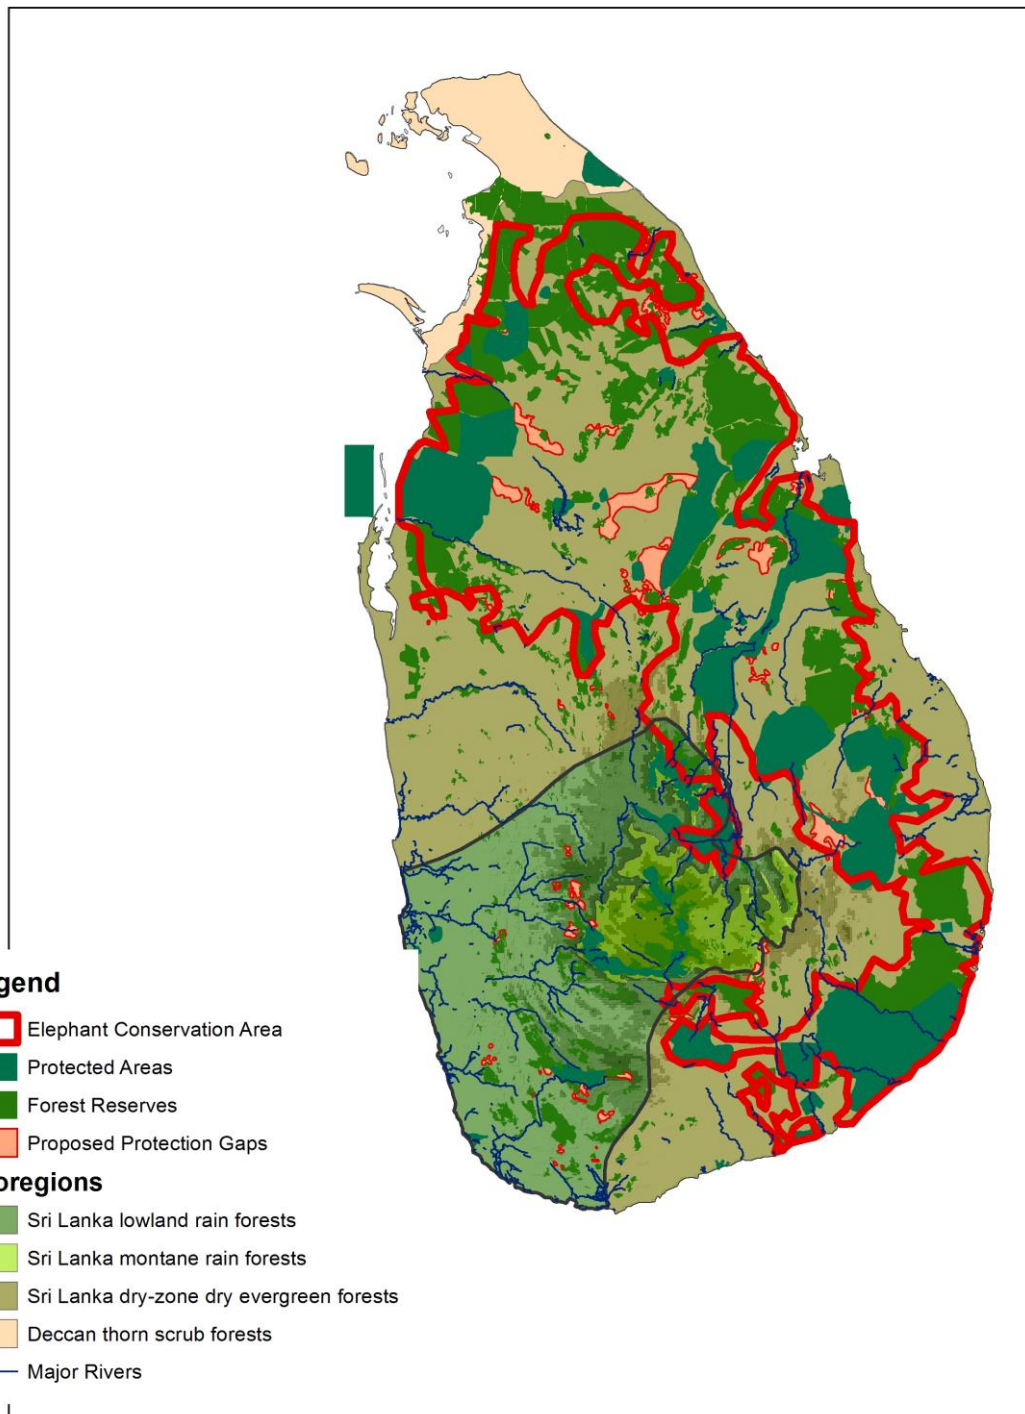 gend
Elephant Conservation Area
Protected Areas
Forest Reserves
Proposed Protection Gaps
oregions
Sri Lanka lowland rain forests
Sri Lanka montane rain forests
Sri Lanka dry-zone dry evergreen forests
Deccan thorn scrub forests
Major Rivers